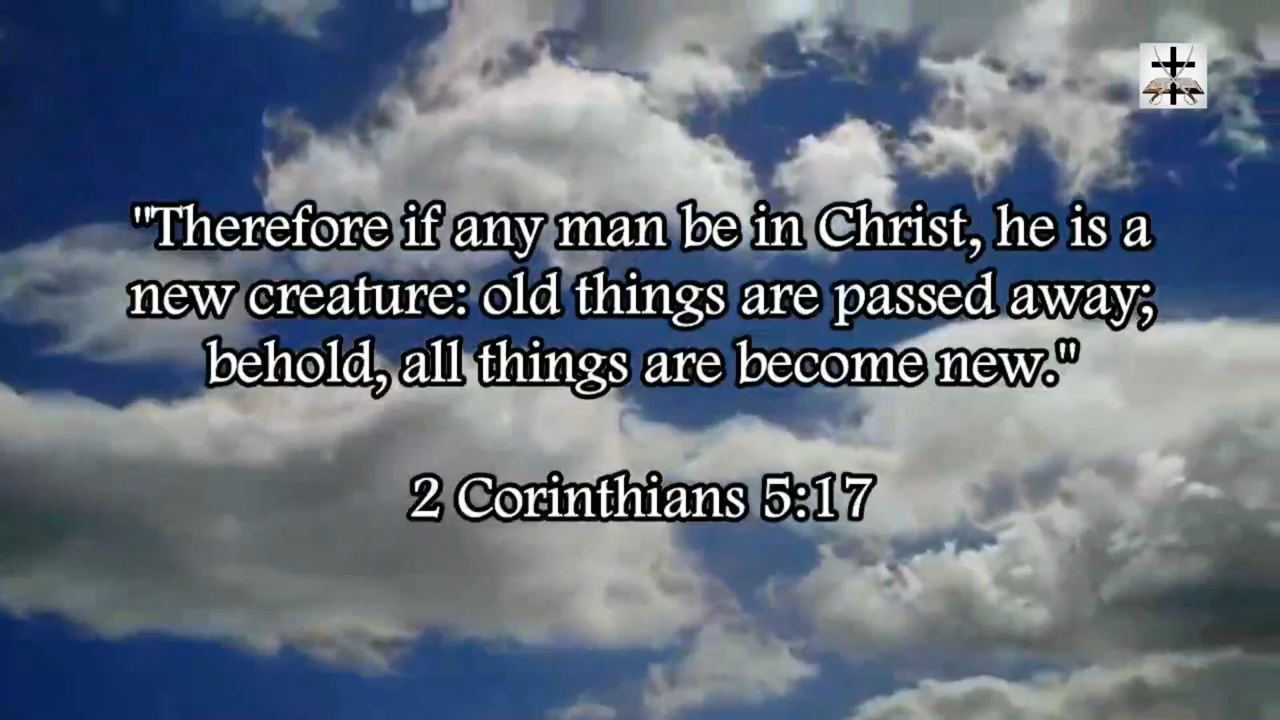 "Therefore if any man be in Christ, he is a
new creature: old things are passed away;
behold, all things are become new."
2 Corinthians 5:17